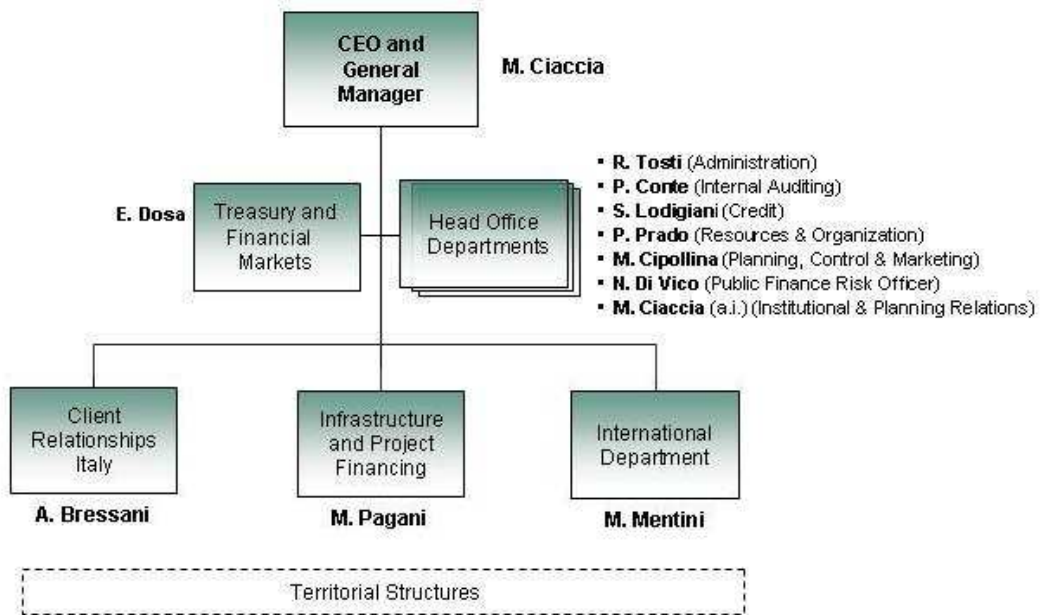 CEO and
General
Manager
M. Ciaccia
E. Dosa
Treasury and
Financial
Markets
Head Office
Departments
▪ R. Tosti (Administration)
▪ P. Conte (Internal Auditing)
▪ S. Lodigiani (Credit)
▪ P. Prado (Resources & Organization)
▪ M. Cipollina (Planning, Control & Marketing)
▪ N. Di Vico (Public Finance Risk Officer)
▪ M. Ciaccia (a.i.) (Institutional & Planning Relations)
Client
Relationships
Italy
A. Bressani
Infrastructure
and Project
Financing
M. Pagani
International
Department
M. Mentini
Territorial Structures